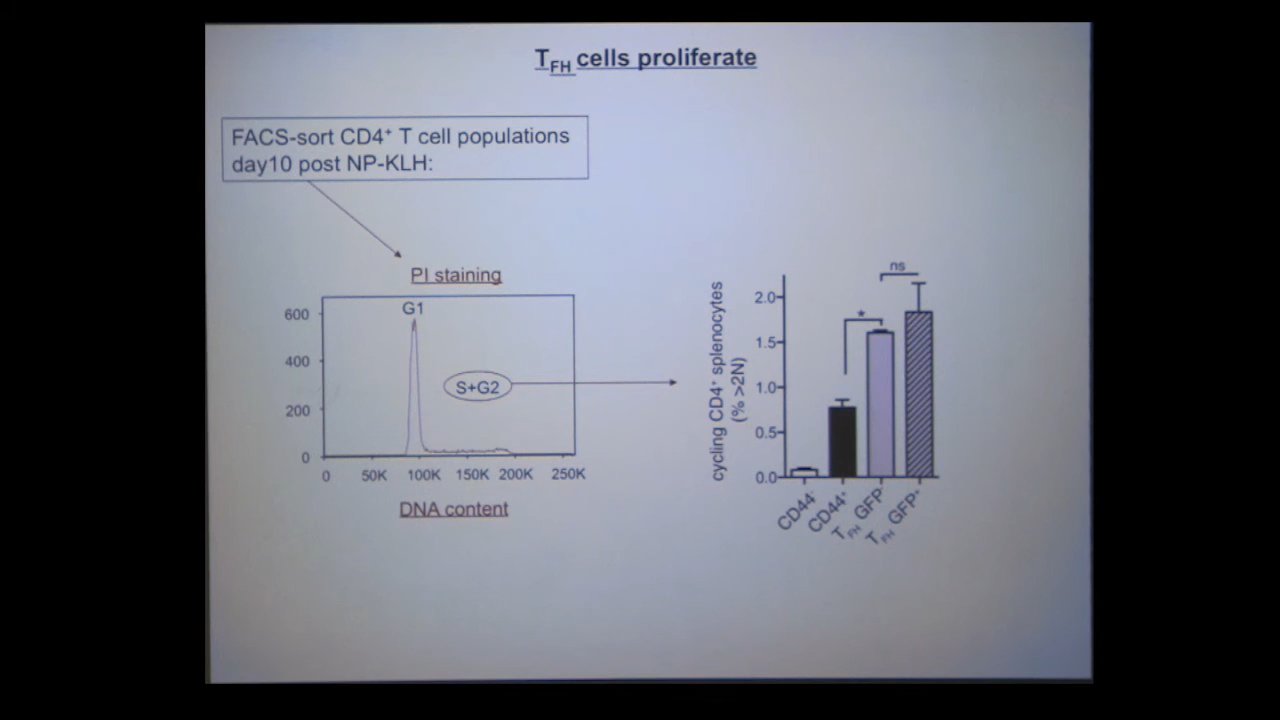 TFH cells proliferate
FACS-sort CD4⁺ T cell populations
day10 post NP-KLH:
PI staining
G1
S+G2
600
400
200
0
0 50K 100K 150K 200K 250K
DNA content
cycling CD4⁺ splenocytes
(% >2N)
2.0
1.5
1.0
0.5
0.0
ns
*
CD44⁻
CD44⁺
TFH GFP⁻
TFH GFP⁺